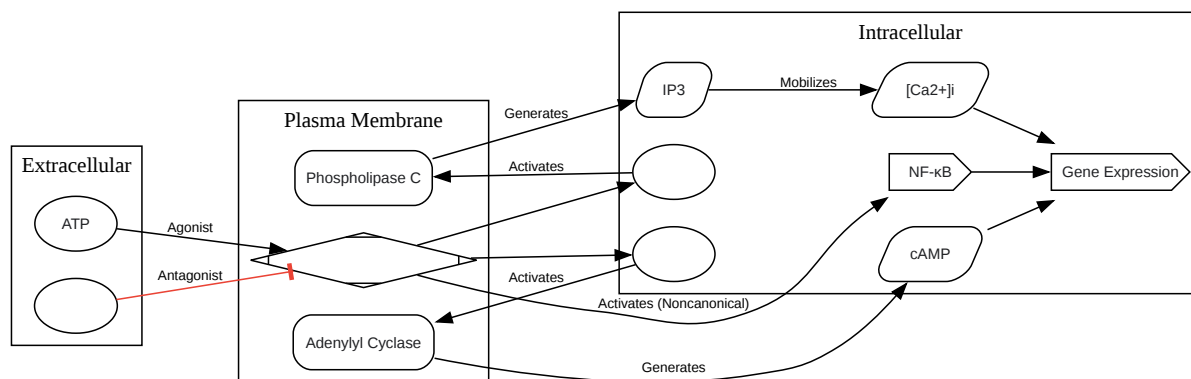 Extracellular
ATP
Agonist
Antagonist
Plasma Membrane
Phospholipase C
Adenylyl Cyclase
Generates
Activates
Activates
Activates (Noncanonical)
Generates
Intracellular
IP3
Mobilizes
[Ca2+]i
NF-κB
Gene Expression
cAMP